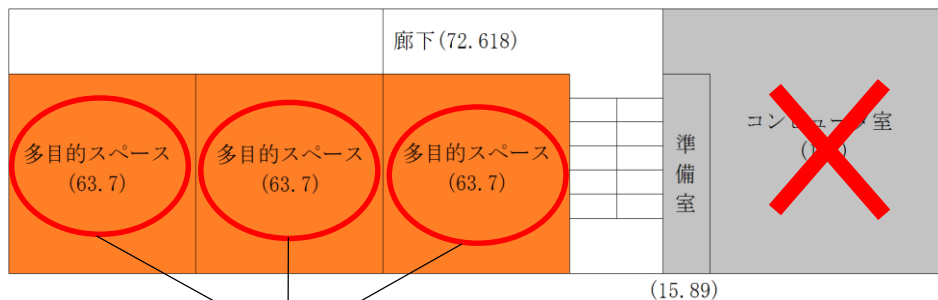 廊下(72.618)
多目的スペース
(63.7)
多目的スペース
(63.7)
多目的スペース
(63.7)
準備室
(15.89)